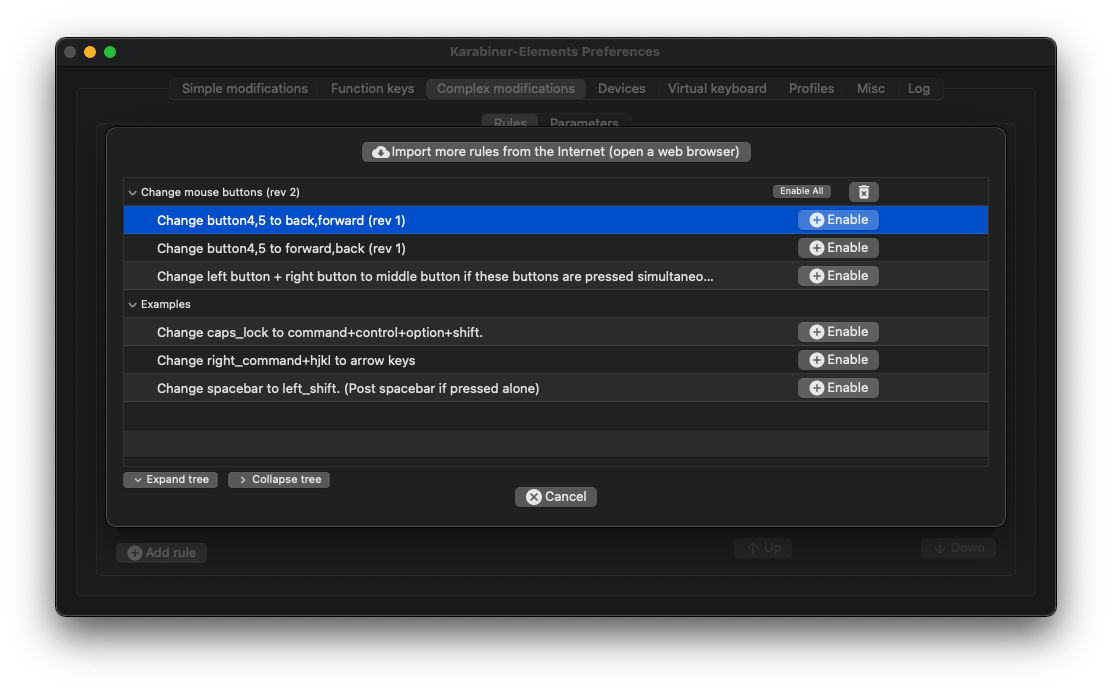 Karabiner-Elements Preferences
Simple modifications Function keys Complex modifications Devices Virtual keyboard Profiles Misc Log
Rules Parameters
Import more rules from the Internet (open a web browser)
Change mouse buttons (rev 2) Enable All
Change button4,5 to back,forward (rev 1) Enable
Change button4,5 to forward,back (rev 1) Enable
Change left button + right button to middle button if these buttons are pressed simultaneo... Enable
Examples
Change caps_lock to command+control+option+shift. Enable
Change right_command+hjkl to arrow keys Enable
Change spacebar to left_shift. (Post spacebar if pressed alone) Enable
Expand tree Collapse tree
Cancel
Add rule Up Down